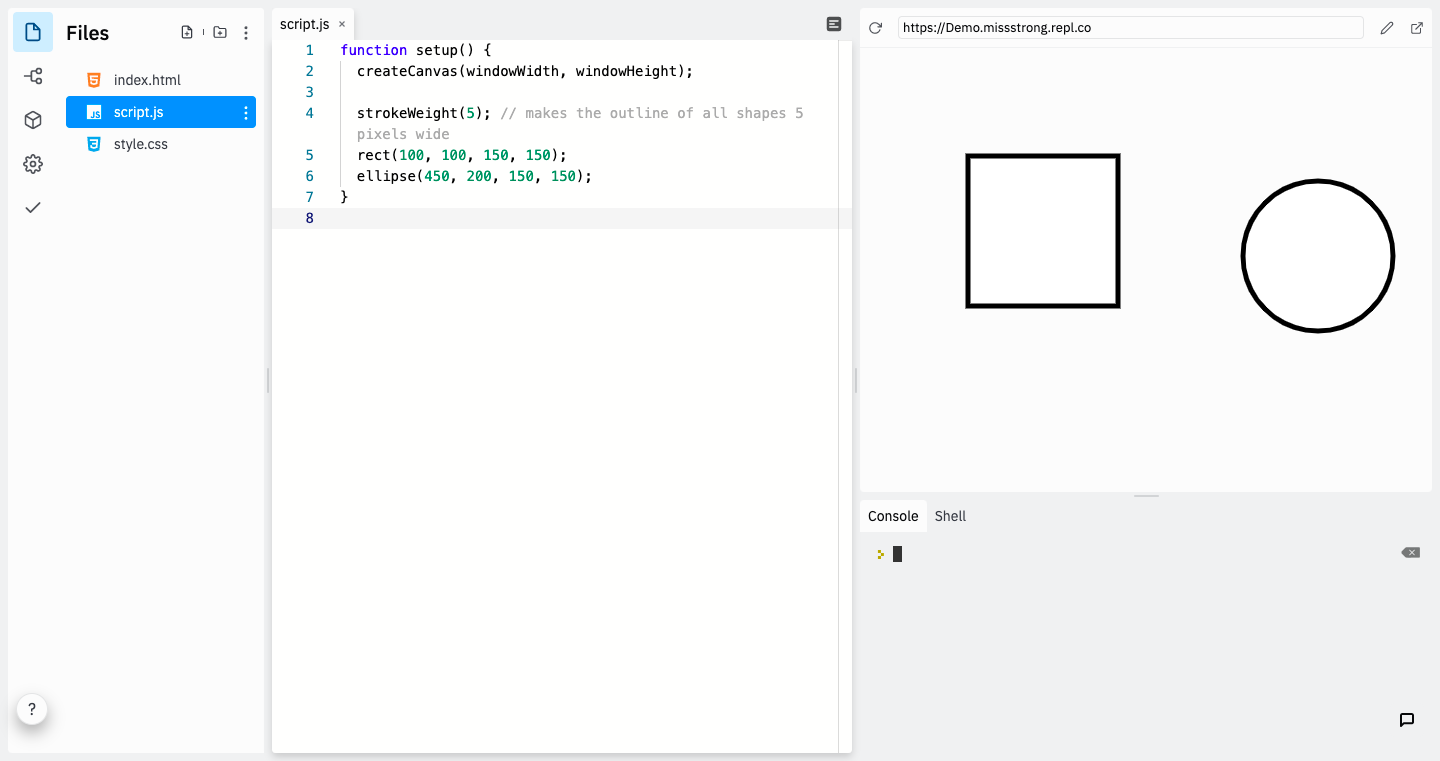 Files
index.html
script.js
style.css
?
script.js ×
1 function setup() {
2 createCanvas(windowWidth, windowHeight);
3
4 strokeWeight(5); // makes the outline of all shapes 5
pixels wide
5 rect(100, 100, 150, 150);
6 ellipse(450, 200, 150, 150);
7 }
8
https://Demo.missstrong.repl.co
Console Shell